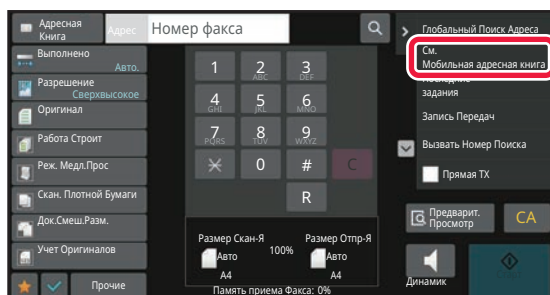 Адресная
Книга
Адрес
Номер факса
Глобальный Поиск Адреса
См.
Мобильная адресная книга
задания
Запись Передач
Вызвать Номер Поиска
Прямая TX
Предварит.
Просмотр
CA
Динамик
Выполнено
Авто.
Разрешение
Сверхвысокое
Оригинал
Работа Строит
Реж. Медл.Прос
Скан. Плотной Бумаги
Док.Смеш.Разм.
Учет Оригиналов
Прочие
1
2
ABC
3
DEF
4
GHI
5
JKL
6
MNO
7
PQRS
8
TUV
9
WXYZ
0
#
C
R
Размер Скан-Я
100%
Размер Отпр-Я
Авто
Авто
A4
A4
Память приема Факса: 0%